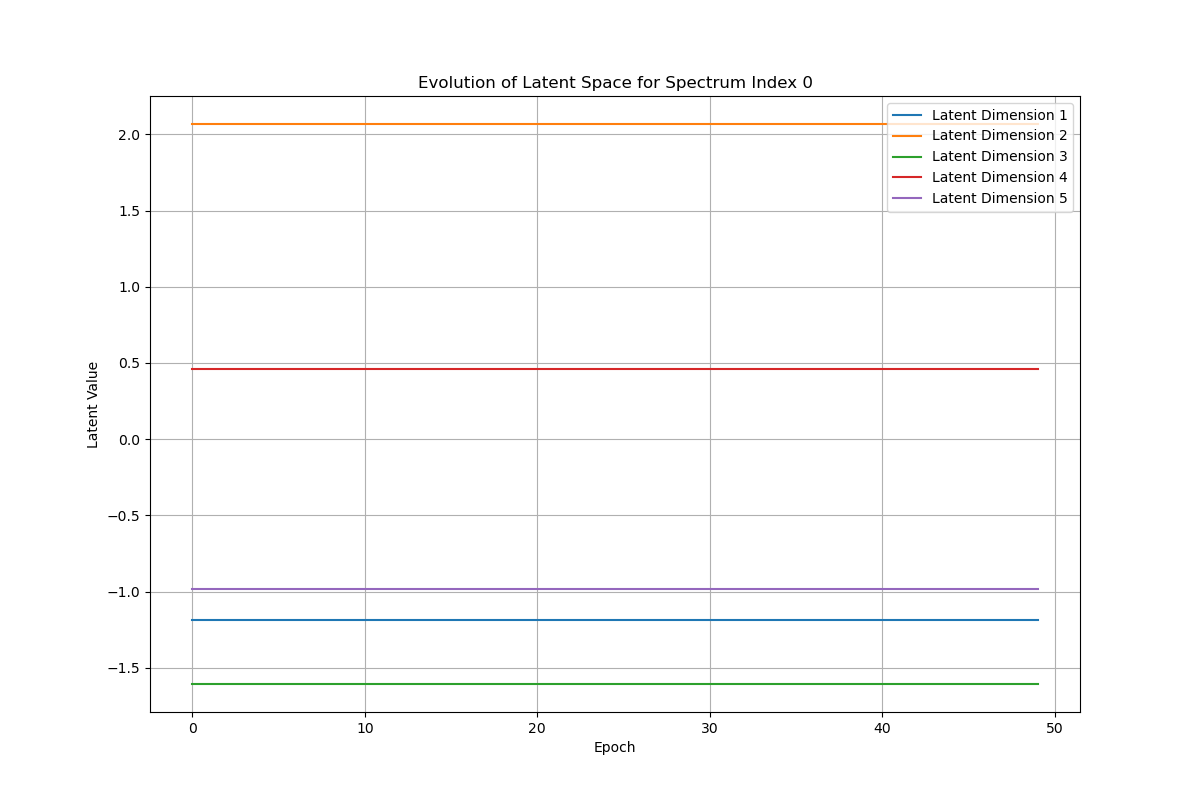 Evolution of Latent Space for Spectrum Index 0
Latent Dimension 1
Latent Dimension 2
Latent Dimension 3
Latent Dimension 4
Latent Dimension 5
2.0
1.5
1.0
0.5
0.0
−0.5
−1.0
−1.5
Latent Value
0 10 20 30 40 50
Epoch